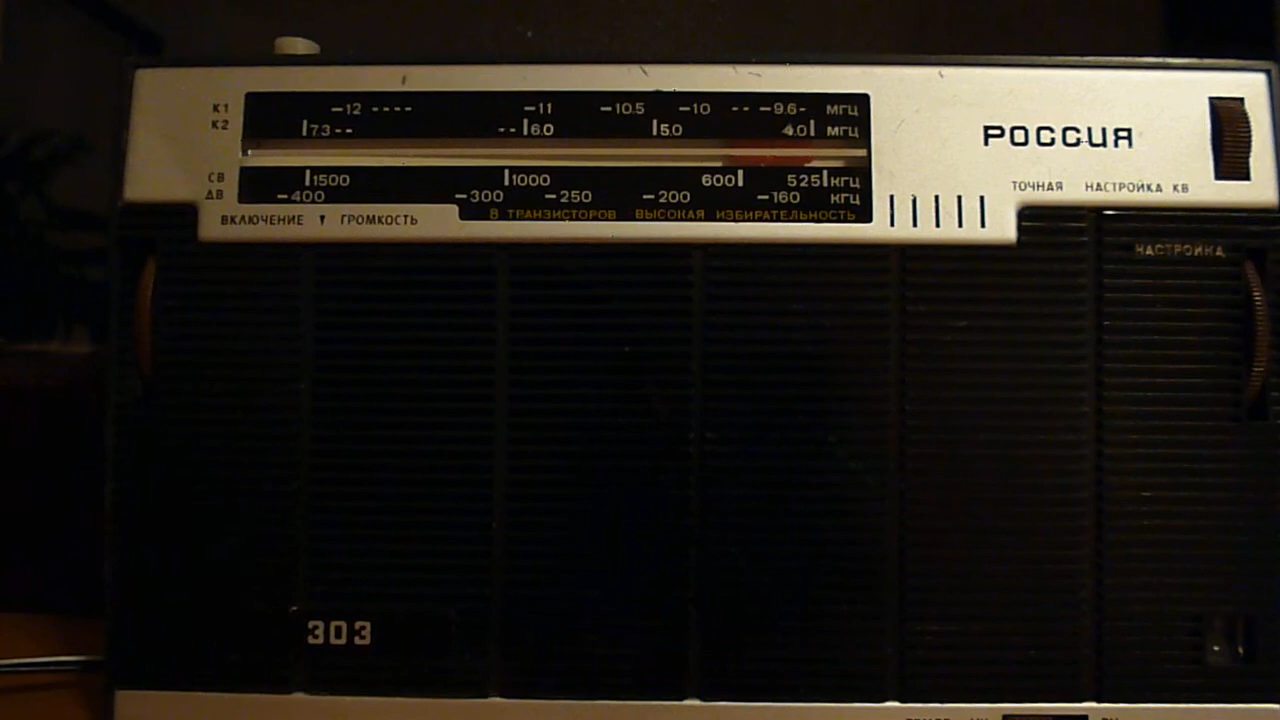 К1 –12 ---- –11 –10.5 –10 -- –9.6- МГЦ
К2 7.3-- --6.0 5.0 4.0 МГЦ
РОССИЯ
СВ 1500 1000 600 525 КГЦ
ДВ –400 –300 –250 –200 –160 КГЦ
ТОЧНАЯ НАСТРОЙКА КВ
ВКЛЮЧЕНИЕ ▼ ГРОМКОСТЬ
8 ТРАНЗИСТОРОВ ВЫСОКАЯ ИЗБИРАТЕЛЬНОСТЬ
НАСТРОЙКА
303